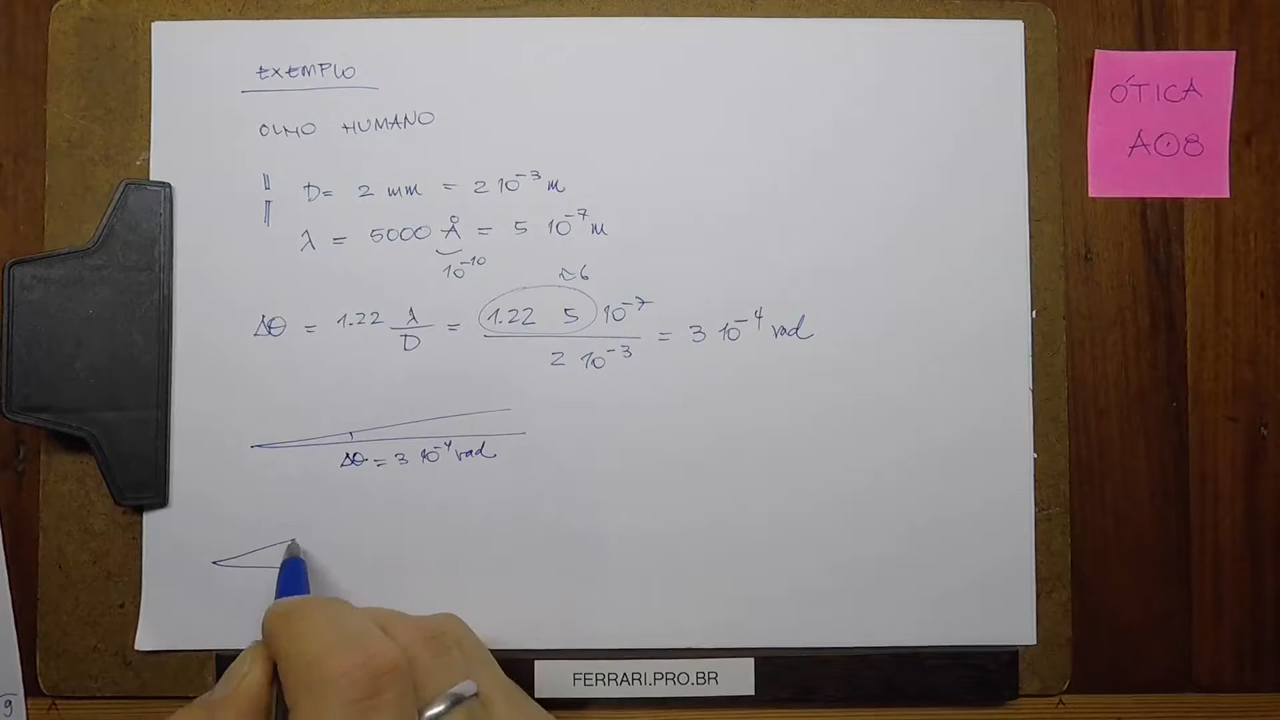 EXEMPLO
OLHO HUMANO
D = 2 mm = 2 10⁻³ m
λ = 5000 Å = 5 10⁻⁷ m
10⁻¹⁰
≈6
Δθ = 1.22 λ/D = 1.22 5 10⁻⁷ / 2 10⁻³ = 3 10⁻⁴ rad
Δθ = 3 10⁻⁴ rad
ÓTICA
A08
FERRARI.PRO.BR
9